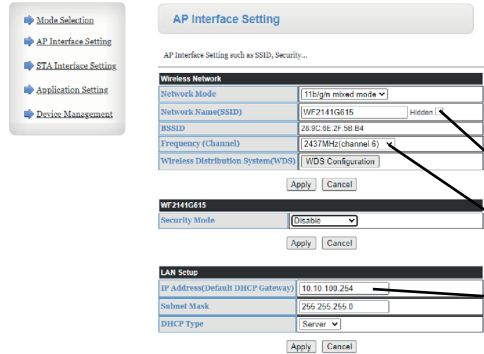 Mode Selection
AP Interface Setting
STA Interface Setting
Application Setting
Device Management
AP Interface Setting
AP Interface Setting such as SSID, Security...
Wireless Network
Network Mode 11b/g/n mixed mode
Network Name(SSID) WF2141G615 Hidden
BSSID 28:9C:6E:2F:5B:B4
Frequency (Channel) 2437MHz(channel 6)
Wireless Distribution System(WDS) WDS Configuration
Apply Cancel
WF2141G615
Security Mode Disable
Apply Cancel
LAN Setup
IP Address(Default DHCP Gateway) 10.10.100.254
Subnet Mask 255.255.255.0
DHCP Type Server
Apply Cancel